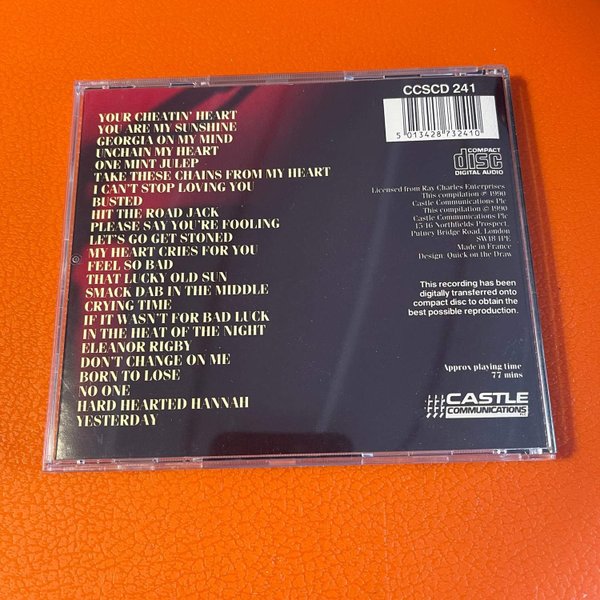 CCSCD 241
5 013428 732410
COMPACT
disc
DIGITAL AUDIO
YOUR CHEATIN' HEART
YOU ARE MY SUNSHINE
GEORGIA ON MY MIND
UNCHAIN MY HEART
ONE MINT JULEP
TAKE THESE CHAINS FROM MY HEART
I CAN'T STOP LOVING YOU
BUSTED
HIT THE ROAD JACK
PLEASE SAY YOU'RE FOOLING
LET'S GO GET STONED
MY HEART CRIES FOR YOU
FEEL SO BAD
THAT LUCKY OLD SUN
SMACK DAB IN THE MIDDLE
CRYING TIME
IF IT WASN'T FOR BAD LUCK
IN THE HEAT OF THE NIGHT
ELEANOR RIGBY
DON'T CHANGE ON ME
BORN TO LOSE
NO ONE
HARD HEARTED HANNAH
YESTERDAY
Licensed from Ray Charles Enterprises
This compilation ℗ 1990
Castle Communications Plc
This compilation © 1990
Castle Communications Plc
15/16 Northfields Prospect,
Putney Bridge Road, London
SW18 1PE
Made in France
Design: Quick on the Draw
This recording has been
digitally transferred onto
compact disc to obtain the
best possible reproduction.
Approx playing time
77 mins
CASTLE
COMMUNICATIONS
PLC